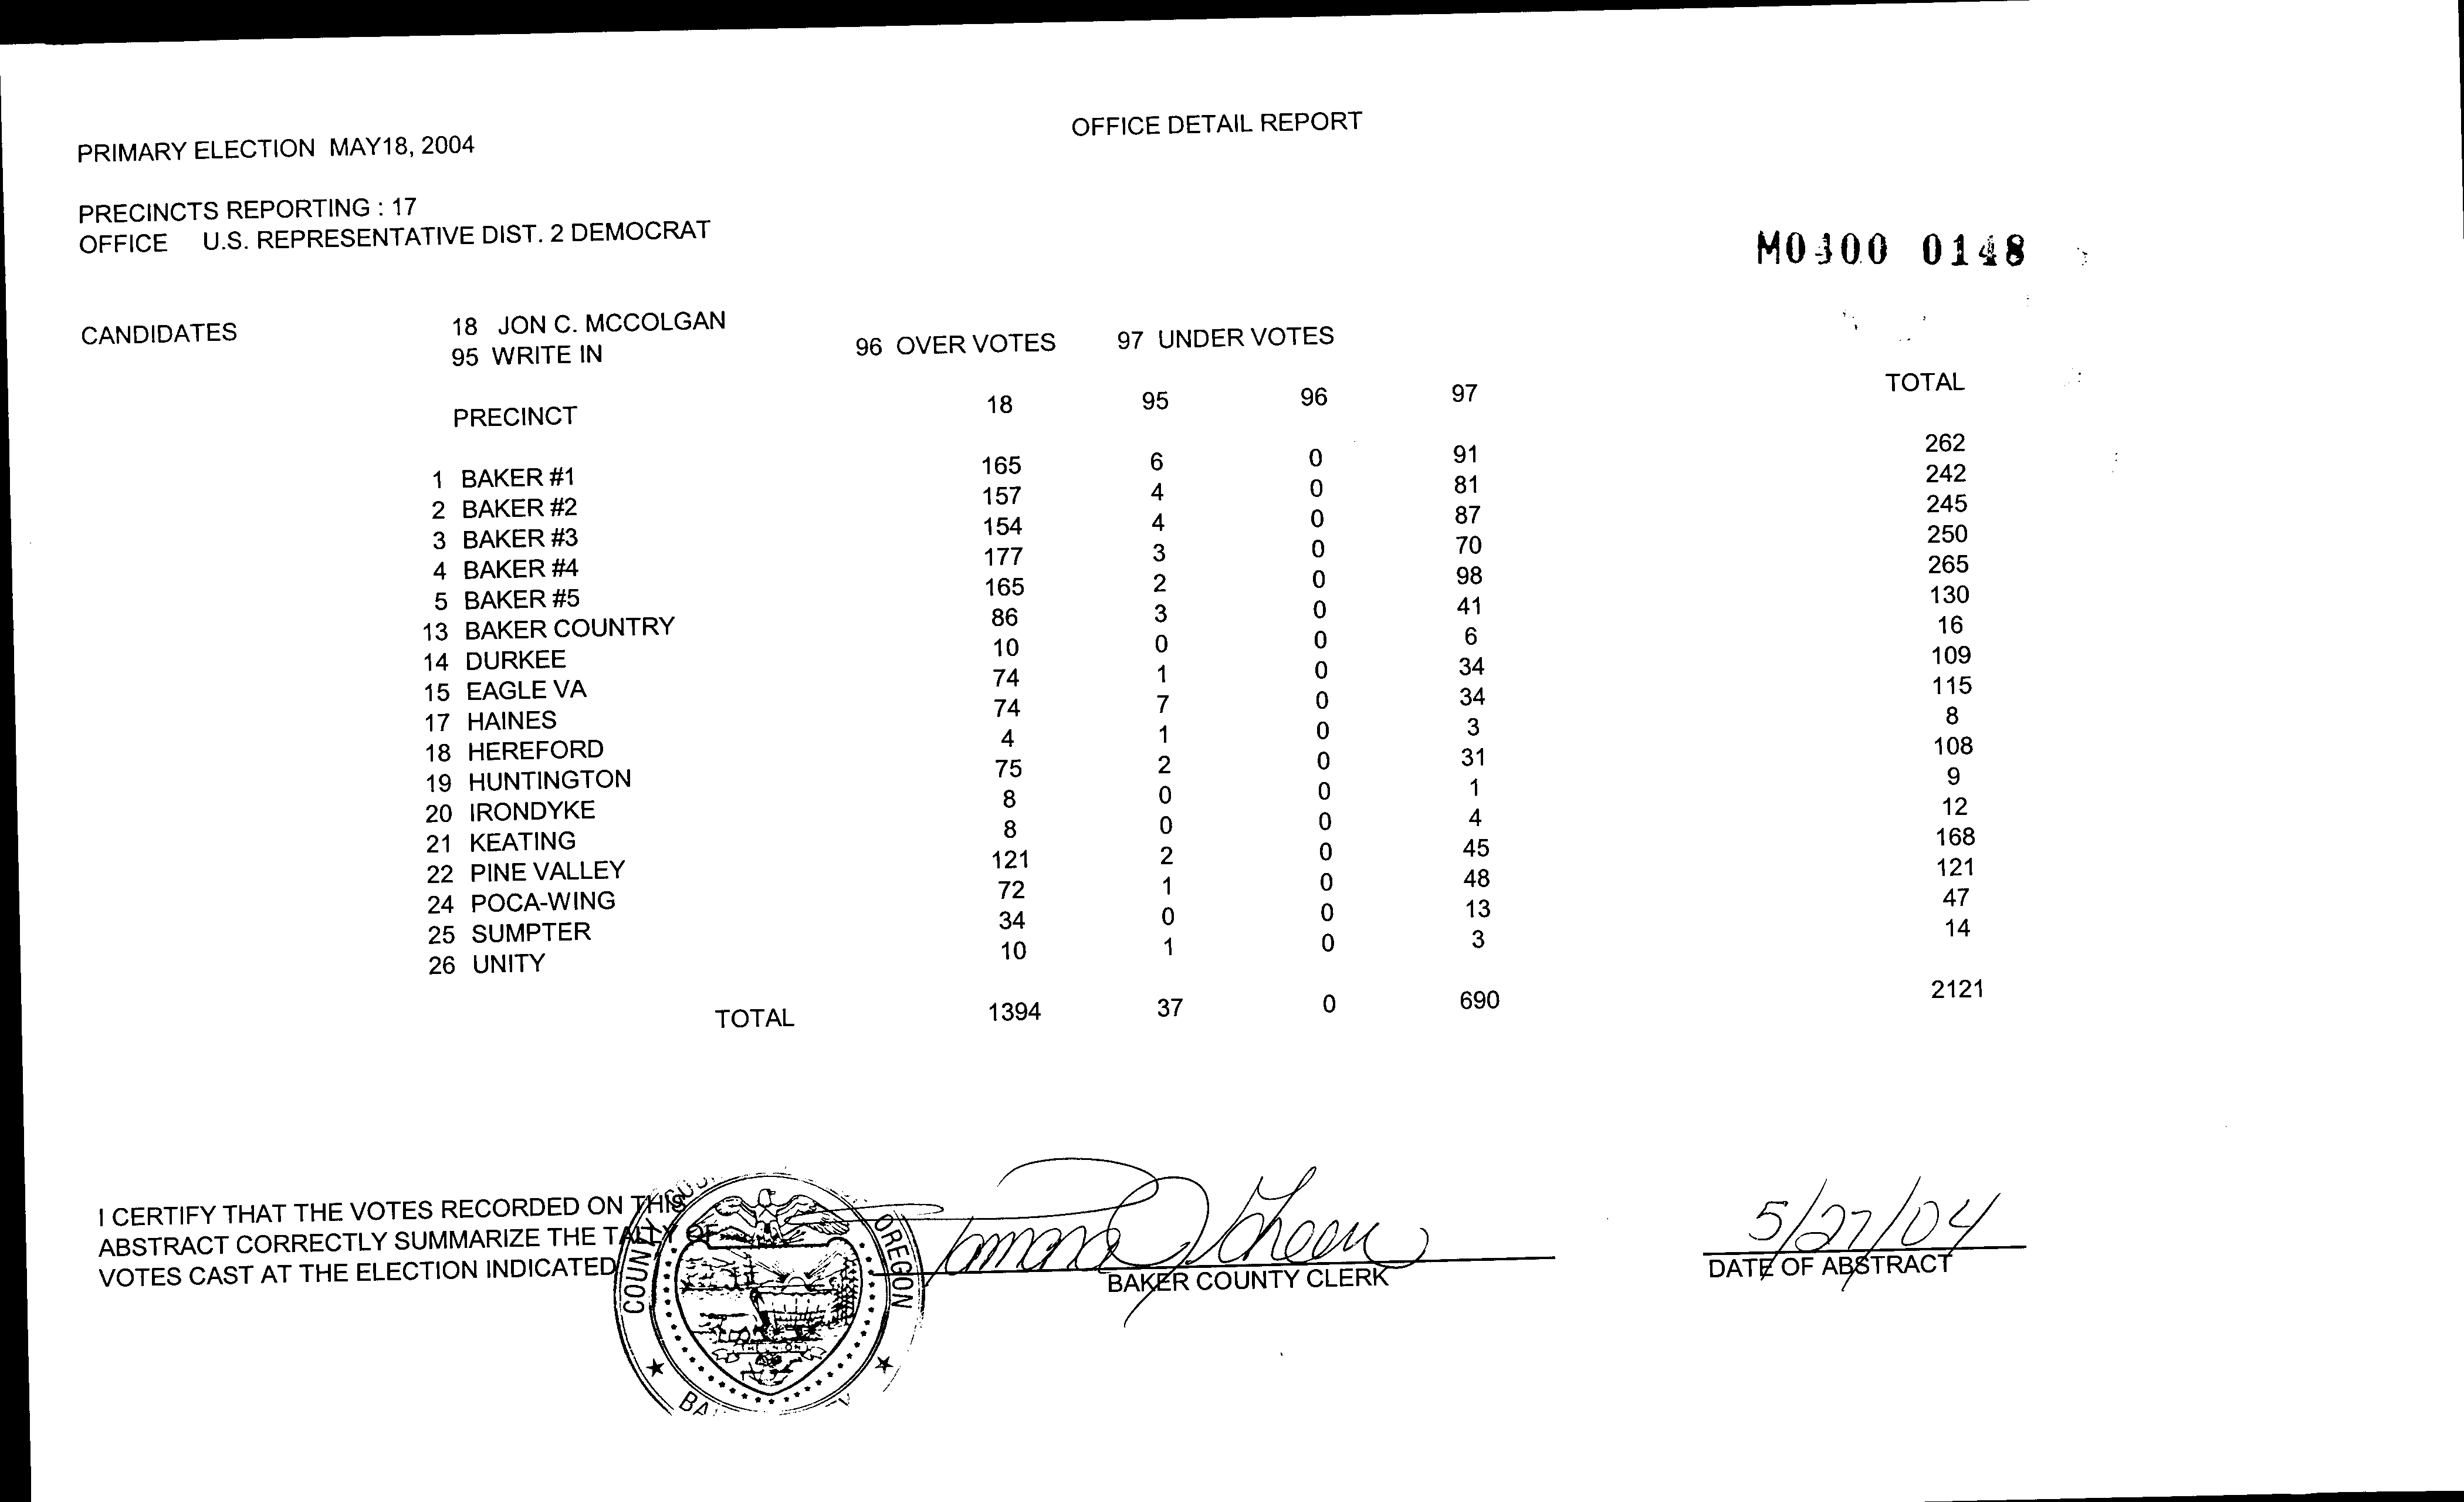 OFFICE DETAIL REPORT
PRIMARY ELECTION MAY18, 2004
PRECINCTS REPORTING : 17
OFFICE U.S. REPRESENTATIVE DIST. 2 DEMOCRAT
0148
CANDIDATES 18 JON C. MCCOLGAN
95 WRITE IN 96 OVER VOTES 97 UNDER VOTES
PRECINCT 18 95 96 97 TOTAL
1 BAKER #1 165 6 0 91 262
2 BAKER #2 157 4 0 81 242
3 BAKER #3 154 4 0 87 245
4 BAKER #4 177 3 0 70 250
5 BAKER #5 165 2 0 98 265
13 BAKER COUNTRY 86 3 0 41 130
14 DURKEE 10 0 0 6 16
15 EAGLE VA 74 1 0 34 109
17 HAINES 74 7 0 34 115
18 HEREFORD 4 1 0 3 8
19 HUNTINGTON 75 2 0 31 108
20 IRONDYKE 8 0 0 1 9
21 KEATING 8 0 0 4 12
22 PINE VALLEY 121 2 0 45 168
24 POCA-WING 72 1 0 48 121
25 SUMPTER 34 0 0 13 47
26 UNITY 10 1 0 3 14
TOTAL 1394 37 0 690 2121
I CERTIFY THAT THE VOTES RECORDED ON THIS
ABSTRACT CORRECTLY SUMMARIZE THE TALLY OF
VOTES CAST AT THE ELECTION INDICATED
COUNTY
OREGON
BAKER COUNTY CLERK
5/27/04
DATE OF ABSTRACT